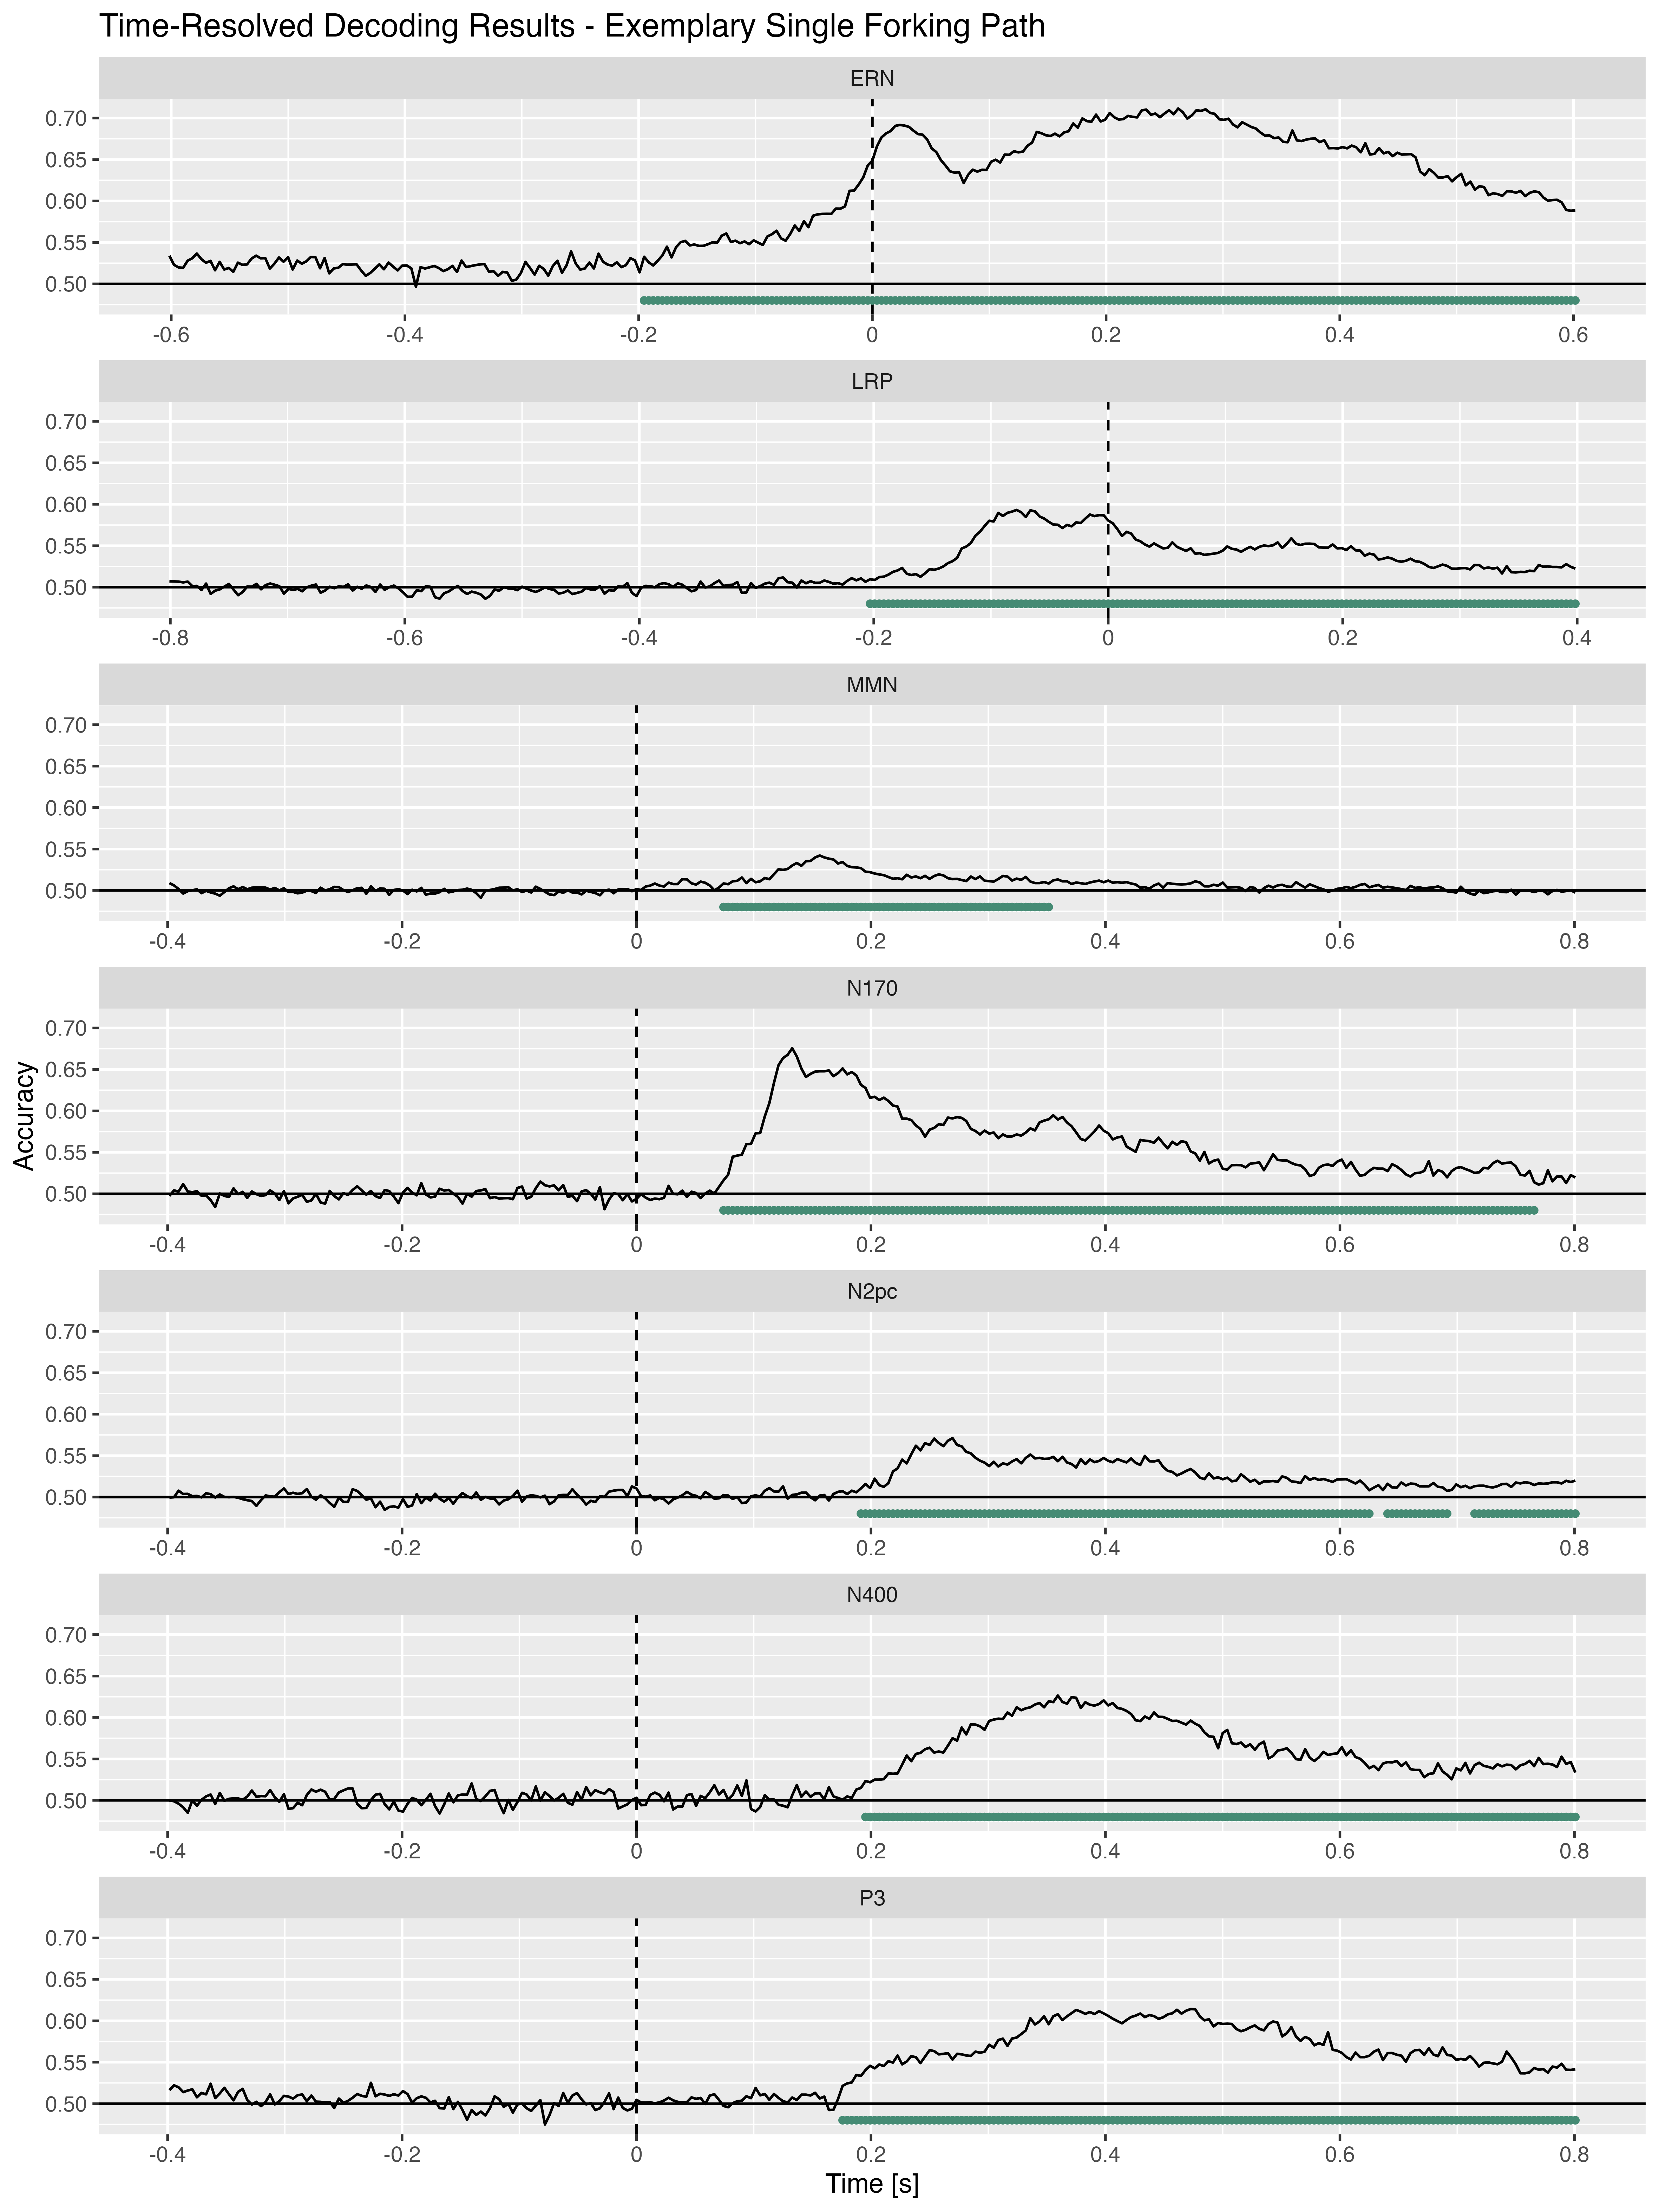 Time-Resolved Decoding Results - Exemplary Single Forking Path
ERN
0.70
0.65
0.60
0.55
0.50
-0.6 -0.4 -0.2 0 0.2 0.4 0.6
LRP
0.70
0.65
0.60
0.55
0.50
-0.8 -0.6 -0.4 -0.2 0 0.2 0.4
MMN
0.70
0.65
0.60
0.55
0.50
-0.4 -0.2 0 0.2 0.4 0.6 0.8
N170
0.70
0.65
0.60
0.55
0.50
-0.4 -0.2 0 0.2 0.4 0.6 0.8
Accuracy
N2pc
0.70
0.65
0.60
0.55
0.50
-0.4 -0.2 0 0.2 0.4 0.6 0.8
N400
0.70
0.65
0.60
0.55
0.50
-0.4 -0.2 0 0.2 0.4 0.6 0.8
P3
0.70
0.65
0.60
0.55
0.50
-0.4 -0.2 0 0.2 0.4 0.6 0.8
Time [s]